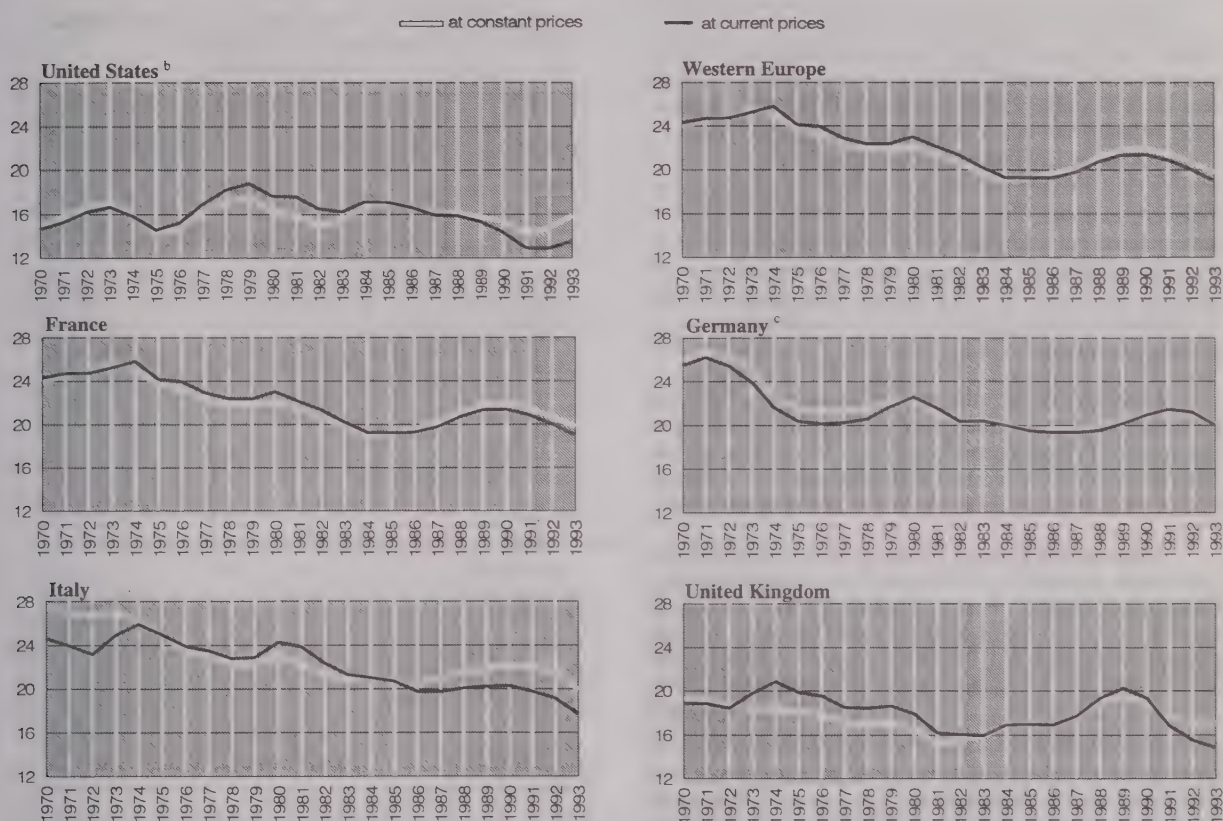 at constant prices at current prices
United States b
28
24
20
16
12
1970 1971 1972 1973 1974 1975 1976 1977 1978 1979 1980 1981 1982 1983 1984 1985 1986 1987 1988 1989 1990 1991 1992 1993
Western Europe
28
24
20
16
12
1970 1971 1972 1973 1974 1975 1976 1977 1978 1979 1980 1981 1982 1983 1984 1985 1986 1987 1988 1989 1990 1991 1992 1993
France
28
24
20
16
12
1970 1971 1972 1973 1974 1975 1976 1977 1978 1979 1980 1981 1982 1983 1984 1985 1986 1987 1988 1989 1990 1991 1992 1993
Germany c
28
24
20
16
12
1970 1971 1972 1973 1974 1975 1976 1977 1978 1979 1980 1981 1982 1983 1984 1985 1986 1987 1988 1989 1990 1991 1992 1993
Italy
28
24
20
16
12
1970 1971 1972 1973 1974 1975 1976 1977 1978 1979 1980 1981 1982 1983 1984 1985 1986 1987 1988 1989 1990 1991 1992 1993
United Kingdom
28
24
20
16
12
1970 1971 1972 1973 1974 1975 1976 1977 1978 1979 1980 1981 1982 1983 1984 1985 1986 1987 1988 1989 1990 1991 1992 1993